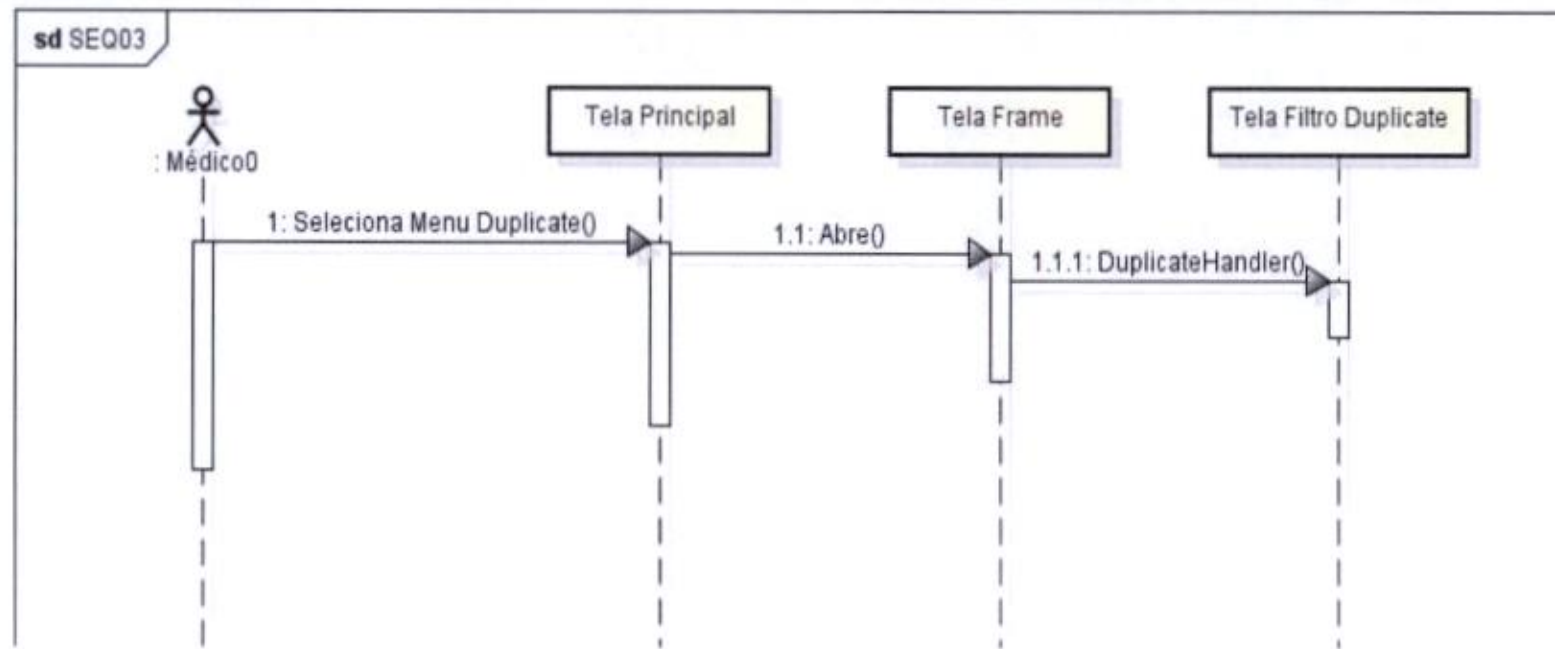 sd SEQ03
: Médico0
Tela Principal
Tela Frame
Tela Filtro Duplicate
1: Seleciona Menu Duplicate()
1.1: Abre()
1.1.1: DuplicateHandler()